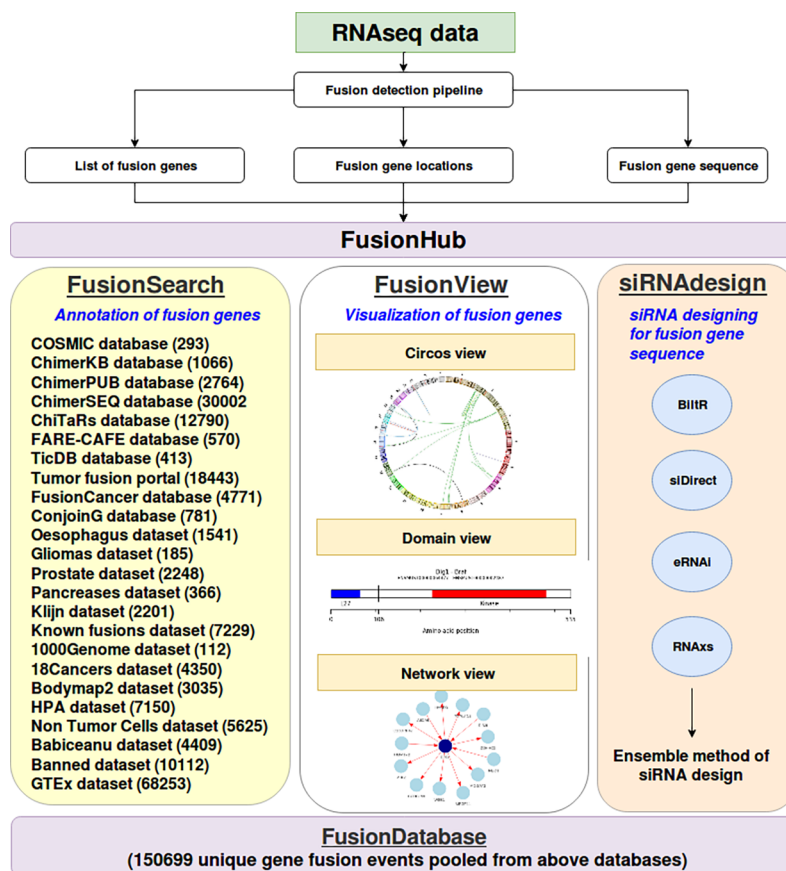 RNAseq data
Fusion detection pipeline
List of fusion genes
Fusion gene locations
Fusion gene sequence
FusionHub
FusionSearch
Annotation of fusion genes
COSMIC database (293)
ChimerKB database (1066)
ChimerPUB database (2764)
ChimerSEQ database (30002
ChiTaRs database (12790)
FARE-CAFE database (570)
TicDB database (413)
Tumor fusion portal (18443)
FusionCancer database (4771)
ConjoinG database (781)
Oesophagus dataset (1541)
Gliomas dataset (185)
Prostate dataset (2248)
Pancreases dataset (366)
Klijn dataset (2201)
Known fusions dataset (7229)
1000Genome dataset (112)
18Cancers dataset (4350)
Bodymap2 dataset (3035)
HPA dataset (7150)
Non Tumor Cells dataset (5625)
Babiceanu dataset (4409)
Banned dataset (10112)
GTEx dataset (68253)
FusionView
Visualization of fusion genes
Circos view
Domain view
Kinase
0
Amino acid position
Network view
siRNAdesign
siRNA designing
for fusion gene
sequence
BiItR
siDirect
eRNAi
RNAxs
Ensemble method of
siRNA design
FusionDatabase
(150699 unique gene fusion events pooled from above databases)